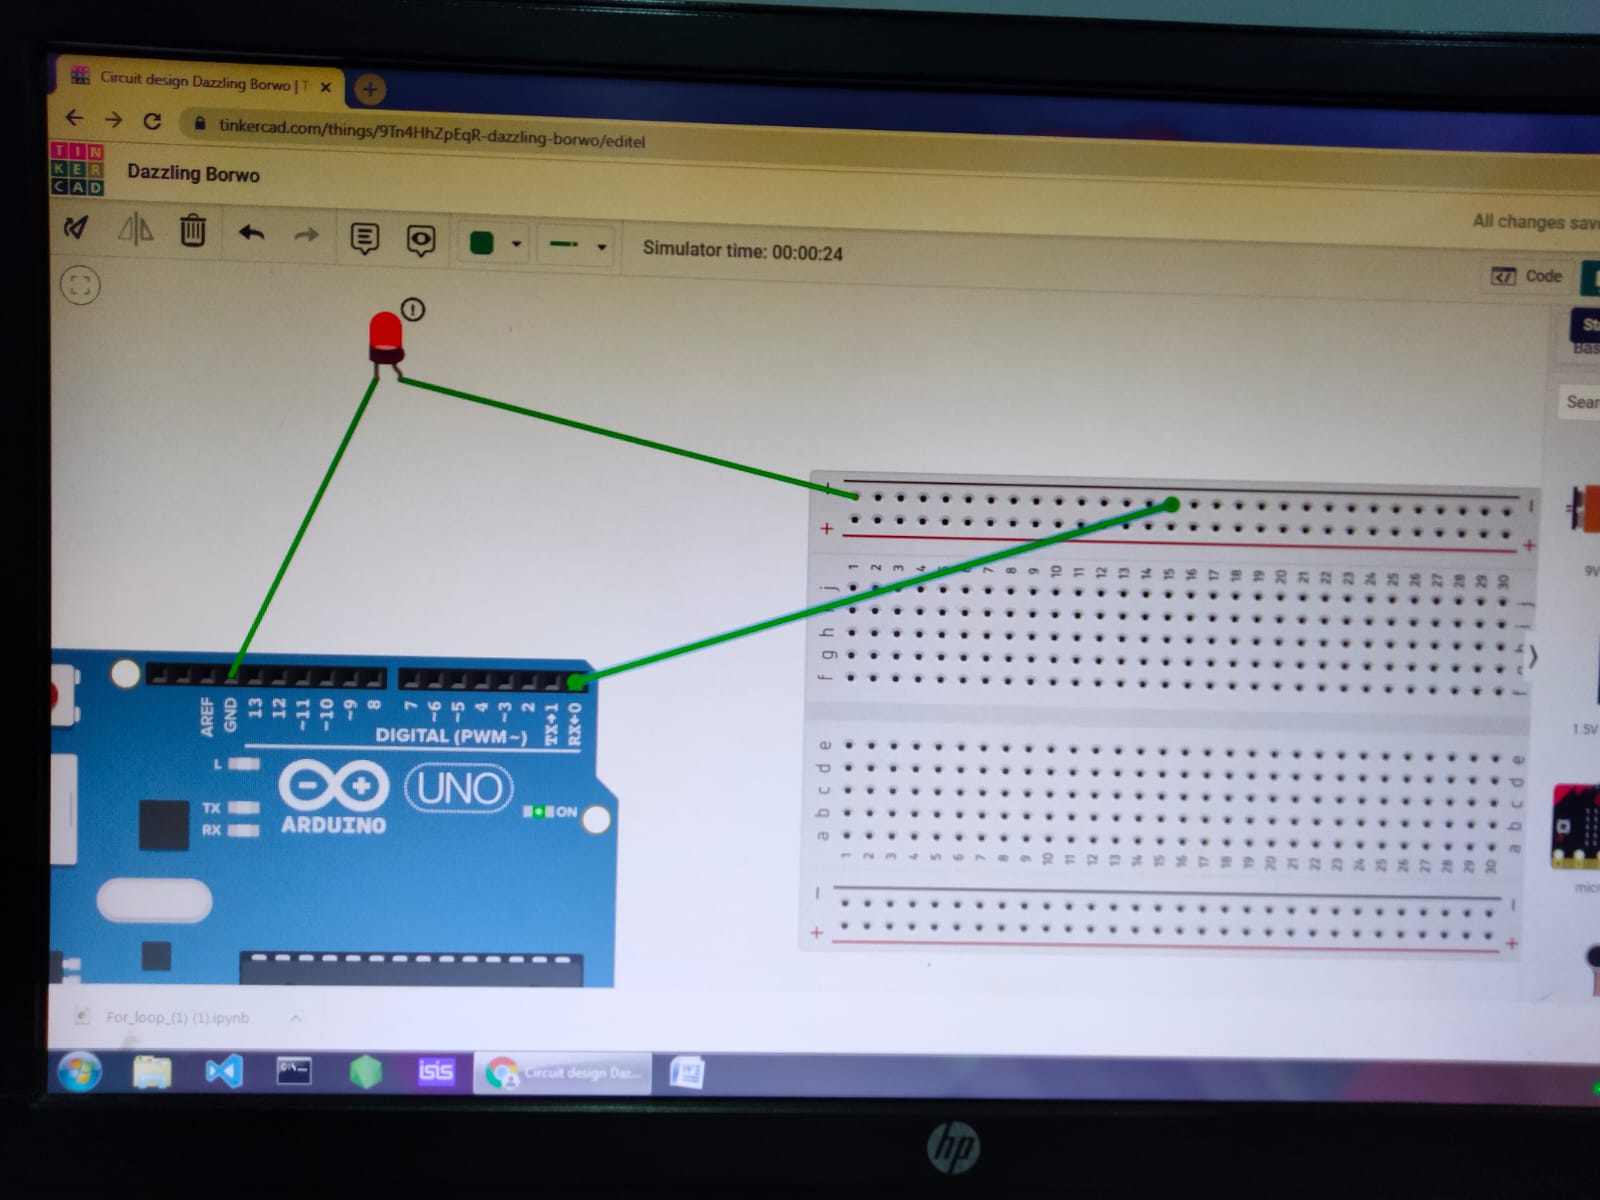 Circuit design Dazzling Borwo | T
tinkercad.com/things/9Tn4HhZpEqR-dazzling-borwo/editel
TIN
KER
CAD
Dazzling Borwo
All changes save
Simulator time: 00:00:24
Code
St
Bas
Sear
9V
1.5V
micr
- -
+ +
1 2 3 4 5 6 7 8 9 10 11 12 13 14 15 16 17 18 19 20 21 22 23 24 25 26 27 28 29 30
j j
i i
h h
g g
f f
e e
d d
c c
b b
a a
1 2 3 4 5 6 7 8 9 10 11 12 13 14 15 16 17 18 19 20 21 22 23 24 25 26 27 28 29 30
- -
+ +
AREF GND 13 12 ~11 ~10 ~9 8 7 ~6 ~5 4 ~3 2 TX→1 RX←0
DIGITAL (PWM~)
L
TX
RX
UNO
ON
ARDUINO
For_loop_(1) (1).ipynb
C:\_
isis
Circuit design Daz...
hp